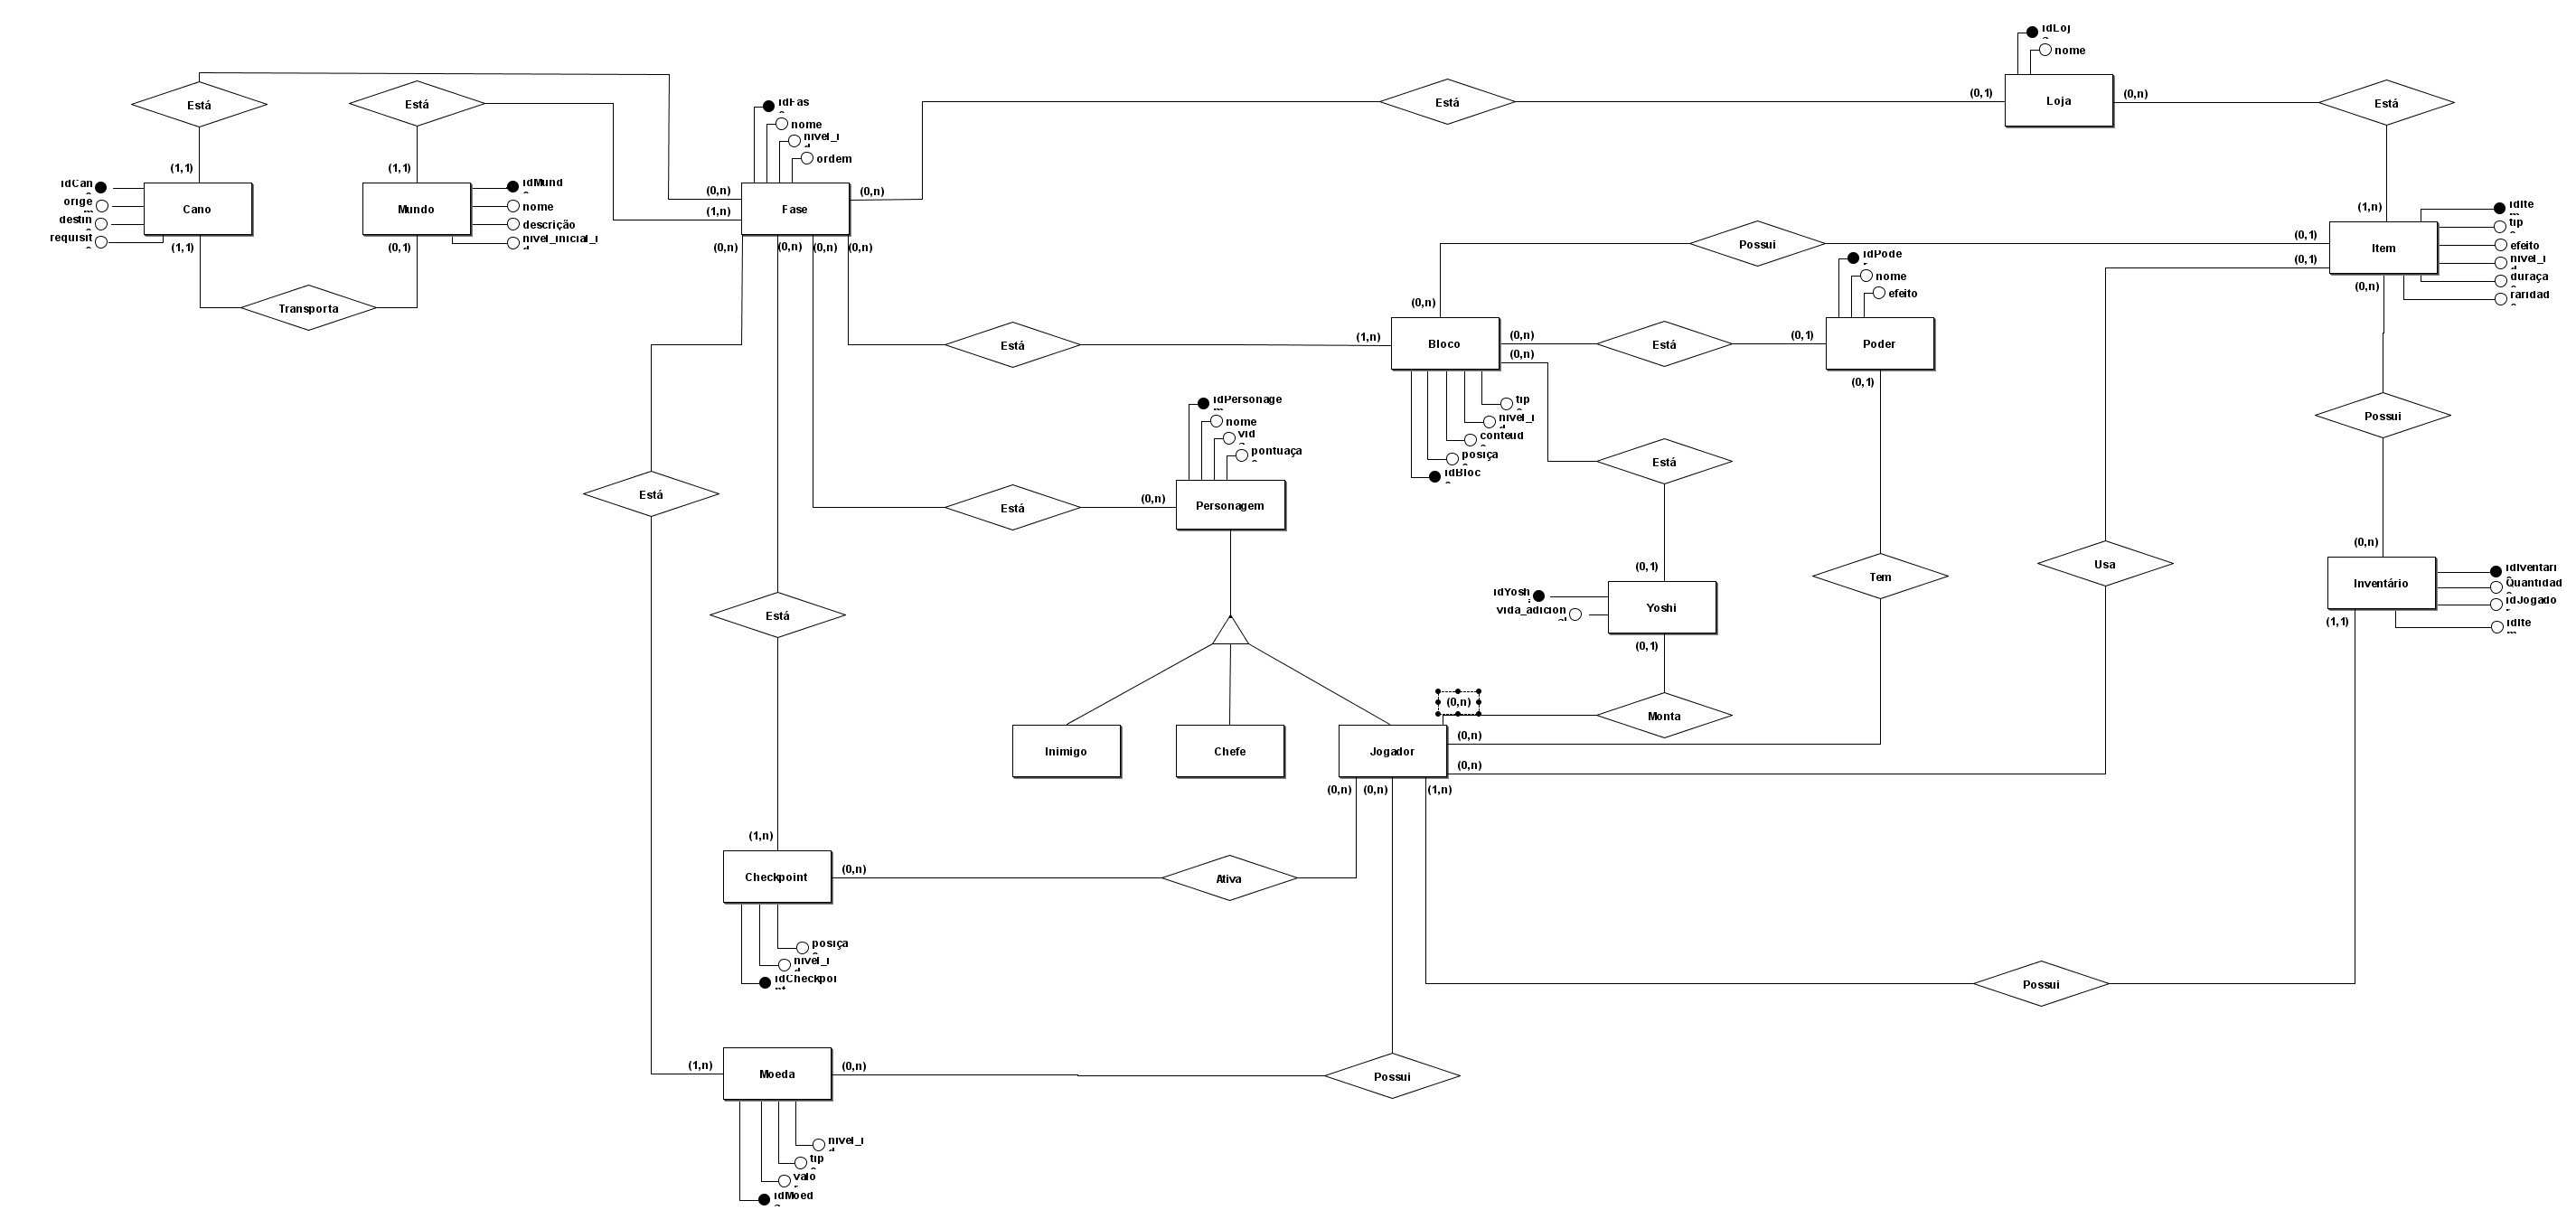 idLoj
nome
Loja
(0,1)
(0,n)
Está
Está
Está
Está
idFas
nome
nivel_i
ordem
(1,1)
(1,1)
(0,n)
(0,n)
(1,n)
idCan
orige
destin
requisit
Cano
Mundo
idMund
nome
descrição
nivel_inicial_i
Fase
(1,1)
(0,1)
(0,n)
(0,n)
(0,n)
(0,n)
Transporta
(1,n)
idIte
tip
efeito
nivel_i
duraçã
raridad
Item
(0,1)
(0,1)
(0,n)
Possui
idPode
nome
efeito
(0,n)
Está
(1,n)
Bloco
(0,n)
(0,n)
Está
(0,1)
Poder
(0,1)
tip
nivel_i
conteud
posiçã
idBloc
idPersonage
nome
vid
pontuaçã
Possui
Está
Está
Está
(0,n)
Personagem
(0,n)
(0,1)
Usa
Tem
Inventário
idIventári
Quantidad
idJogado
idIte
(1,1)
idYosh
vida_adicion
Yoshi
(0,1)
Está
(0,n)
Monta
Inimigo
Chefe
Jogador
(0,n)
(0,n)
(0,n)
(0,n)
(1,n)
(1,n)
Checkpoint
(0,n)
Ativa
posiçã
nivel_i
idCheckpoi
Possui
(1,n)
Moeda
(0,n)
Possui
nivel_i
tip
valo
idMoed